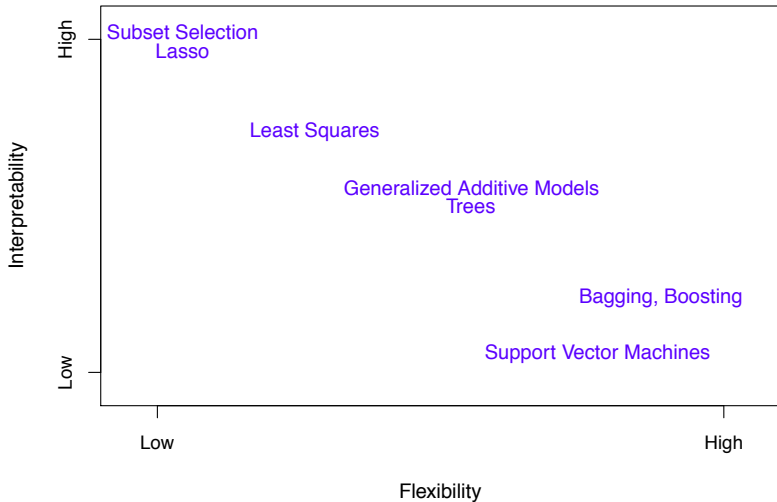 High
Low
Interpretability
Subset Selection
Lasso
Least Squares
Generalized Additive Models
Trees
Bagging, Boosting
Support Vector Machines
Low
High
Flexibility